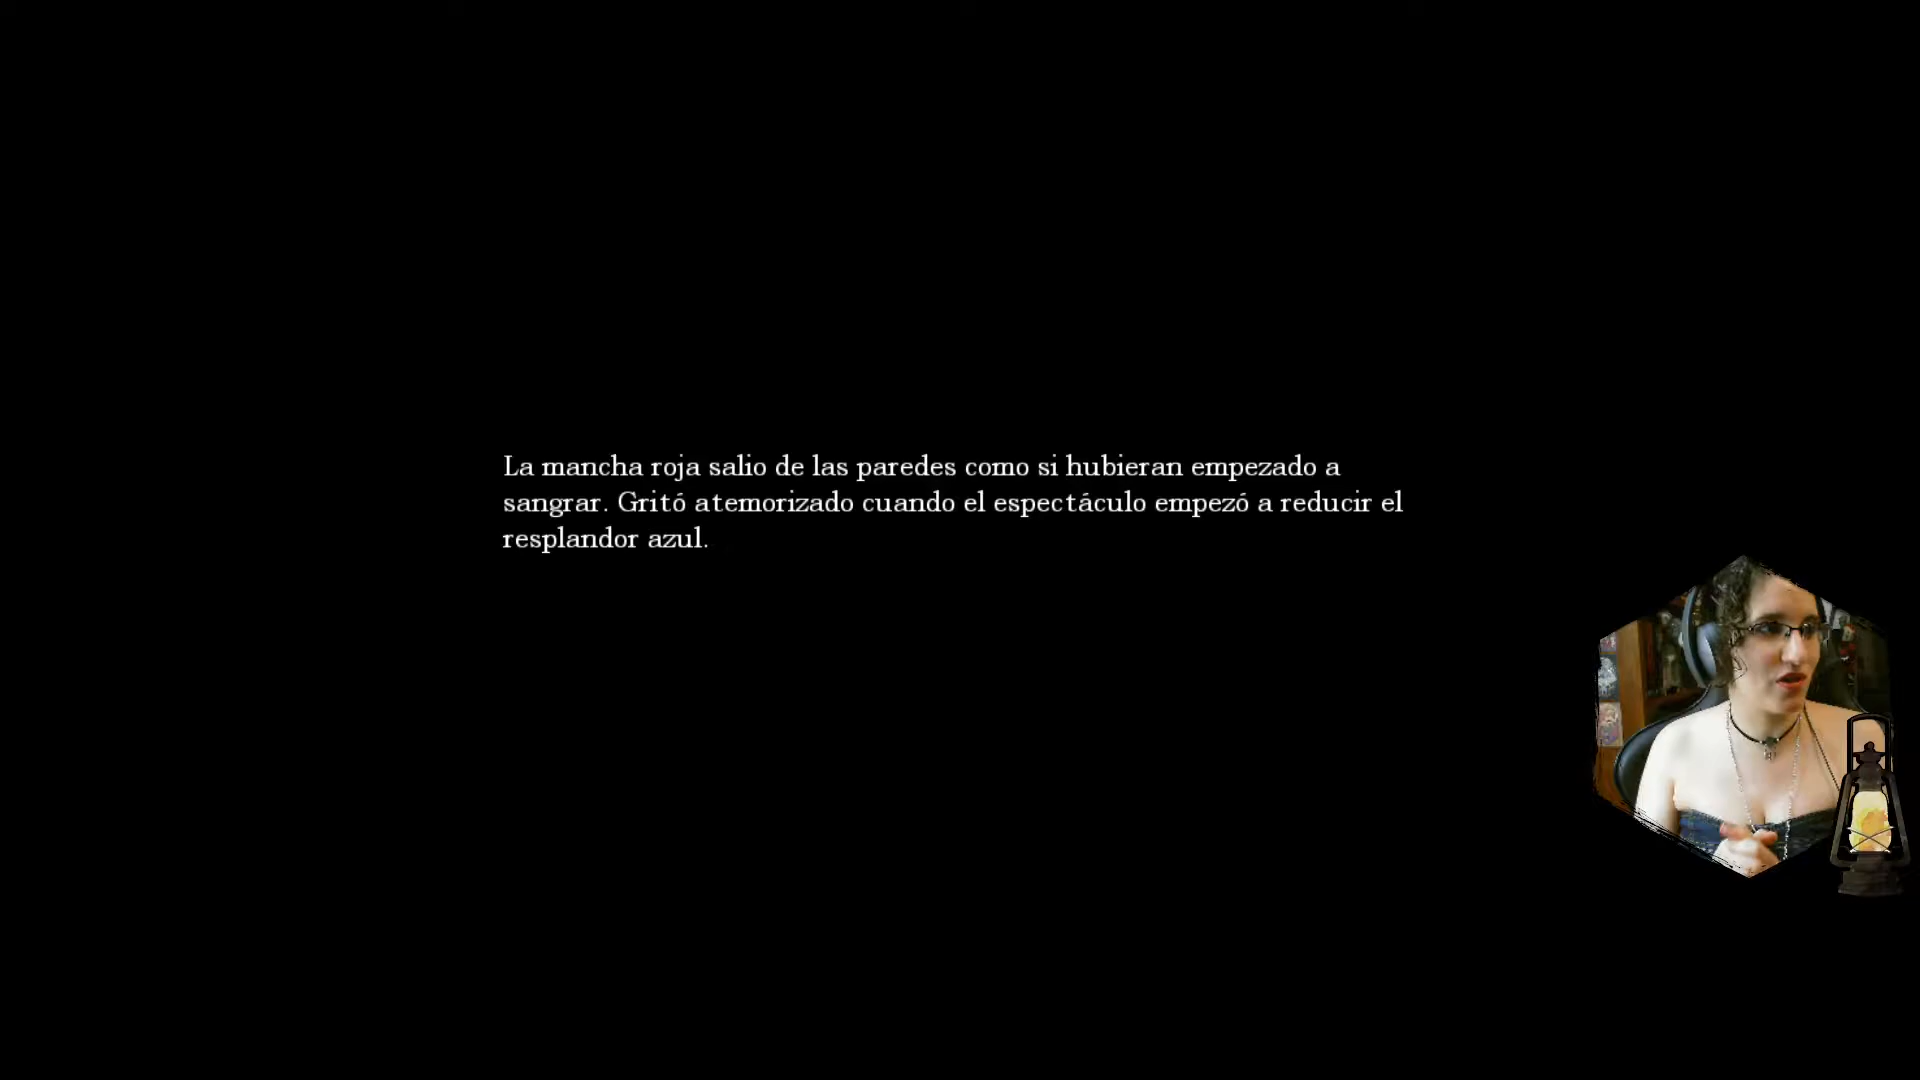 La mancha roja salio de las paredes como si hubieran empezado a
sangrar. Gritó atemorizado cuando el espectáculo empezó a reducir el
resplandor azul.